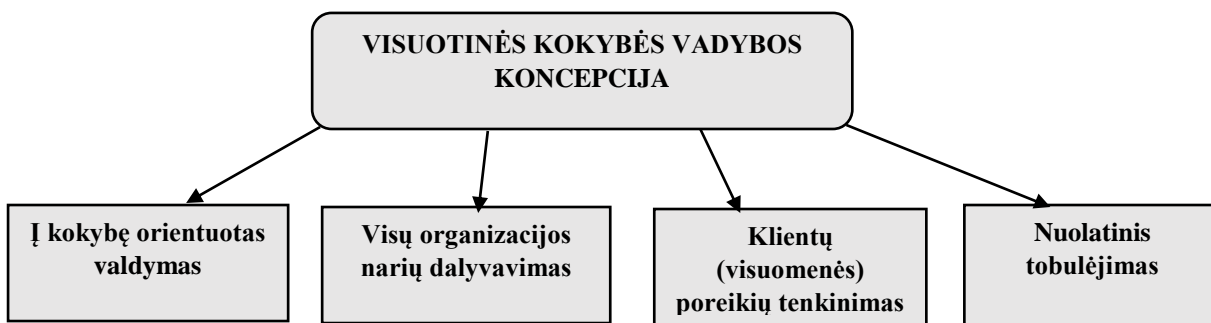 VISUOTINĖS KOKYBĖS VADYBOS
KONCEPCIJA
Į kokybę orientuotas
valdymas
Visų organizacijos
narių dalyvavimas
Klientų
(visuomenės)
poreikių tenkinimas
Nuolatinis
tobulėjimas